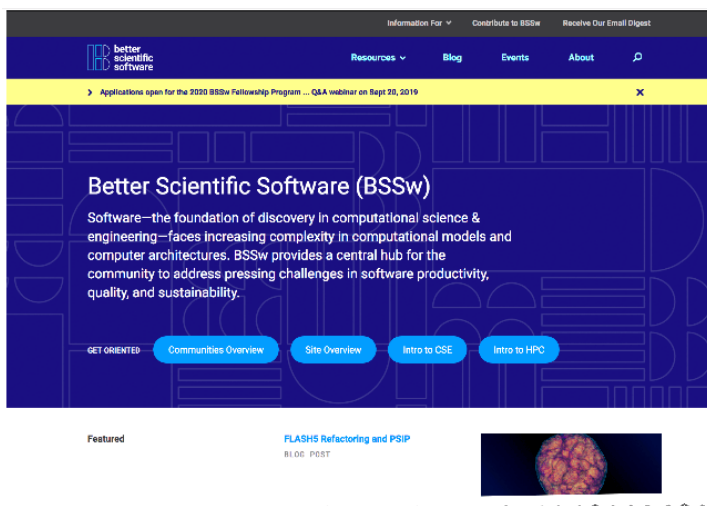 Information For Contribute to BSSw Receive Our Email Digest
better
scientific
software
Resources Blog Events About
Applications open for the 2020 BSSw Fellowship Program ... Q&A webinar on Sept 20, 2019
Better Scientific Software (BSSw)
Software—the foundation of discovery in computational science &
engineering—faces increasing complexity in computational models and
computer architectures. BSSw provides a central hub for the
community to address pressing challenges in software productivity,
quality, and sustainability.
GET ORIENTED Communities Overview Site Overview Intro to CSE Intro to HPC
Featured FLASH5 Refactoring and PSIP
BLOG POST